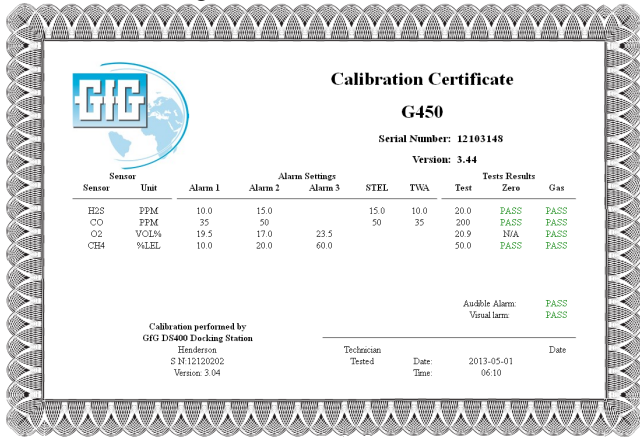 GfG
Calibration Certificate
G450
Serial Number: 12103148
Version: 3.44
Sensor Alarm Settings Tests Results
Sensor Unit Alarm 1 Alarm 2 Alarm 3 STEL TWA Test Zero Gas
H2S PPM 10.0 15.0 15.0 10.0 20.0 PASS PASS
CO PPM 35 50 50 35 200 PASS PASS
O2 VOL% 19.5 17.0 23.5 20.9 N/A PASS
CH4 %LEL 10.0 20.0 60.0 50.0 PASS PASS
Audible Alarm: PASS
Visual larm: PASS
Calibration performed by
GfG DS400 Docking Station
Henderson
S N:12120202
Version: 3.04
Technician Date
Tested Date: 2013-05-01
Time: 06:10